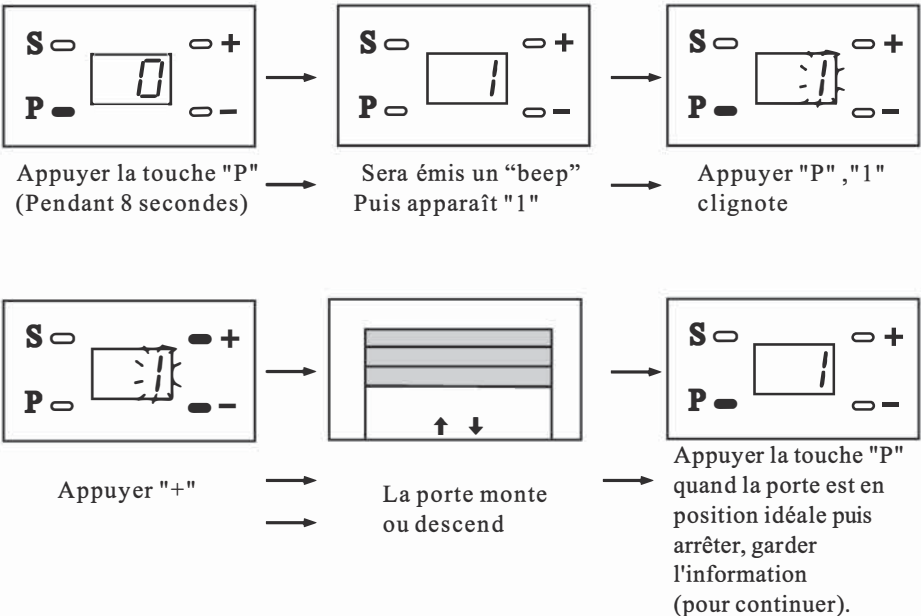 S + S + S +
0 1 1
P - P - P -
Appuyer la touche "P"
(Pendant 8 secondes)
Sera émis un “beep”
Puis apparaît "1"
Appuyer "P" ,"1"
clignote
S + S +
1 1
P - P -
Appuyer "+"
La porte monte
ou descend
Appuyer la touche "P"
quand la porte est en
position idéale puis
arrêter, garder
l'information
(pour continuer).